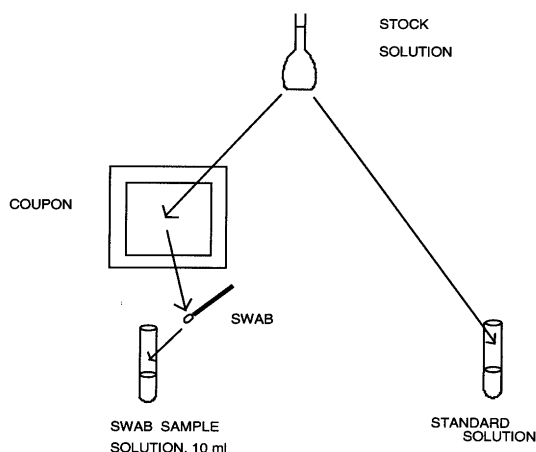 STOCK
SOLUTION
COUPON
SWAB
SWAB SAMPLE
SOLUTION, 10 ml
STANDARD
SOLUTION